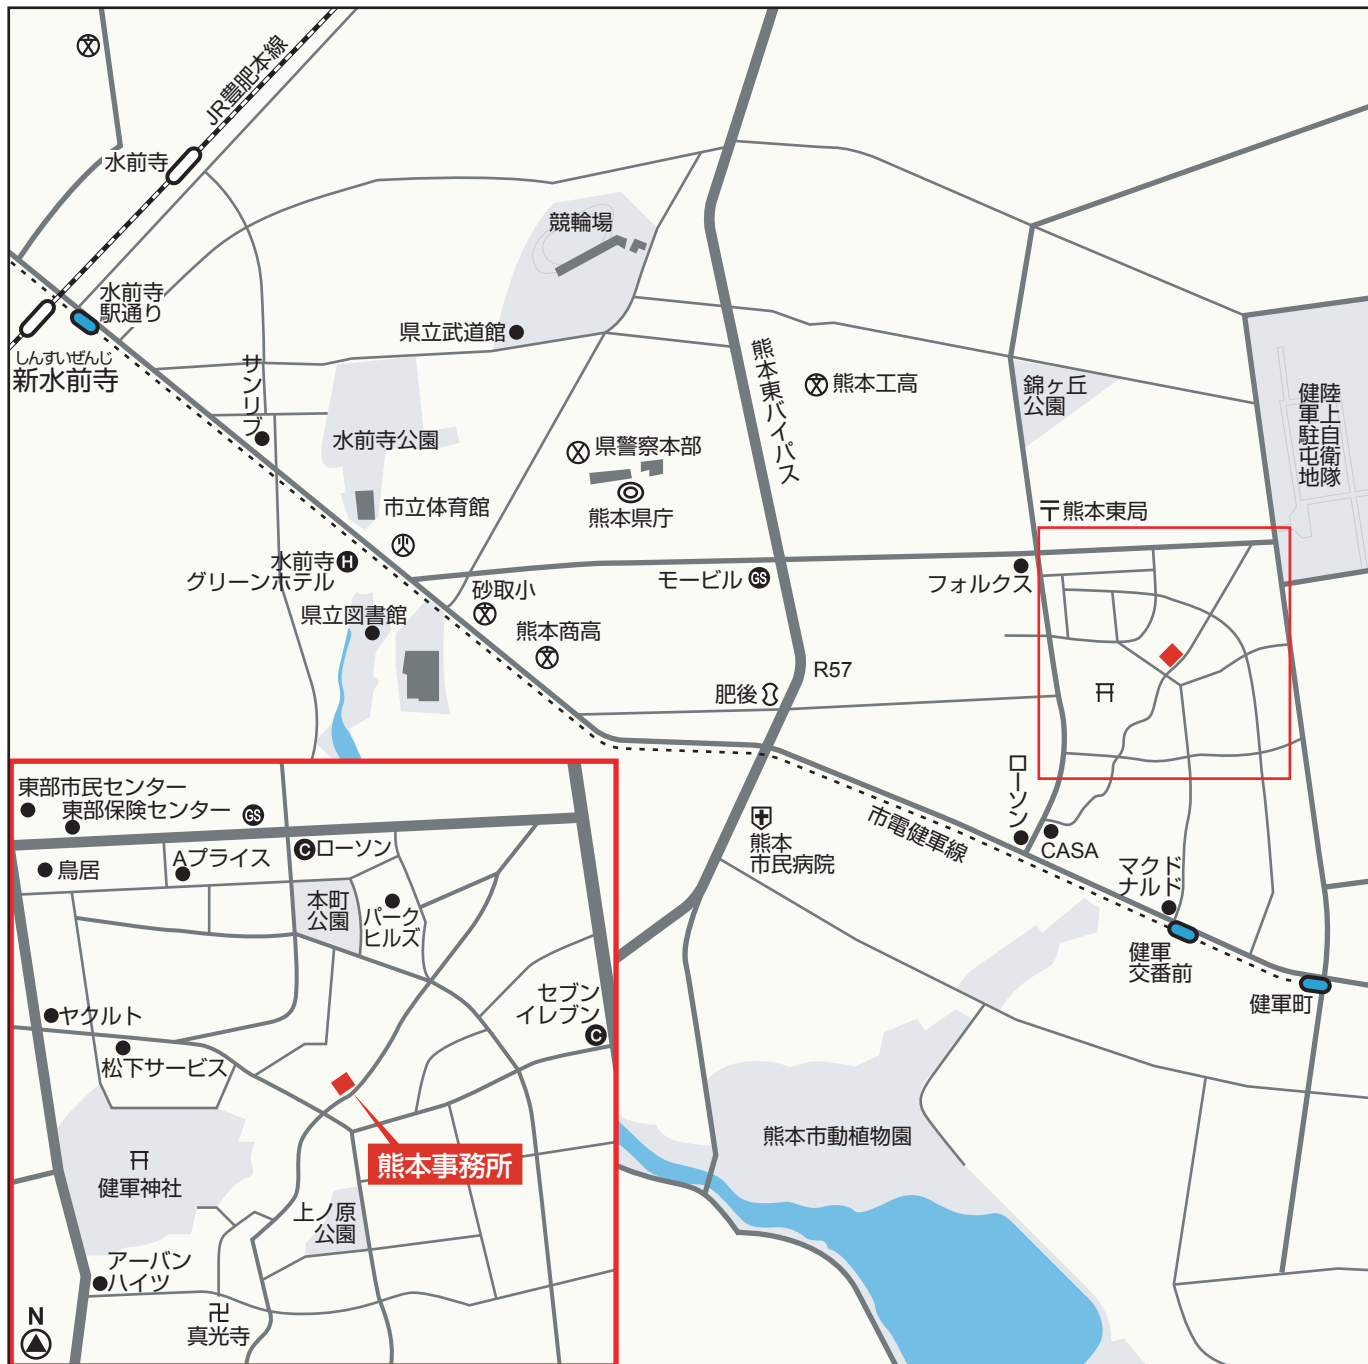 JR豊肥本線
水前寺
水前寺
駅通り
しんすいぜんじ
新水前寺
競輪場
県立武道館
サンリブ
水前寺公園
市立体育館
水前寺
グリーンホテル
H
県立図書館
県警察本部
熊本県庁
砂取小
熊本商高
熊本東バイパス
熊本工高
モービル
GS
肥後
R57
錦ヶ丘
公園
陸上自衛隊
健軍駐屯地
〒熊本東局
フォルクス
ローソン
CASA
市電健軍線
熊本
市民病院
マクド
ナルド
健軍
交番前
健軍町
熊本市動植物園
東部市民センター
東部保険センター
GS
鳥居
Aプライス
C
ローソン
本町
公園
パーク
ヒルズ
セブン
イレブン
C
ヤクルト
松下サービス
熊本事務所
健軍神社
上ノ原
公園
アーバン
ハイツ
真光寺
N